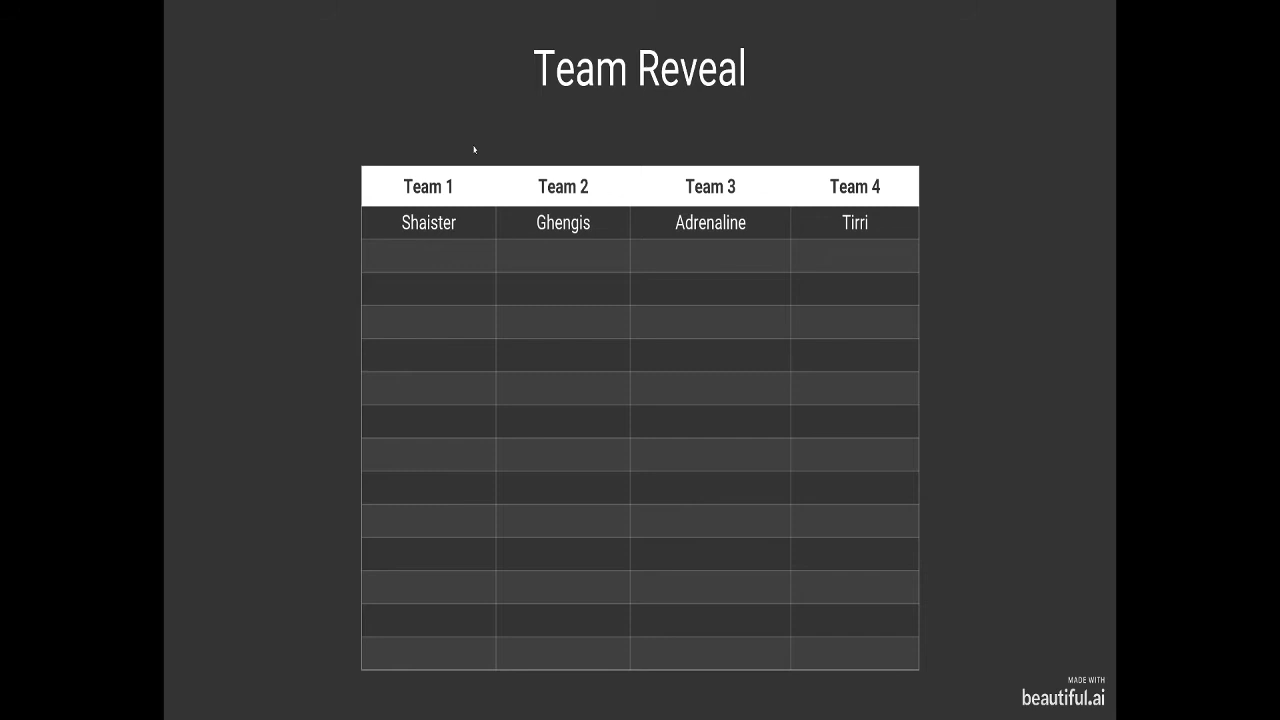 Team Reveal
Team 1 Team 2 Team 3 Team 4
Shaister Ghengis Adrenaline Tirri
MADE WITH
beautiful.ai